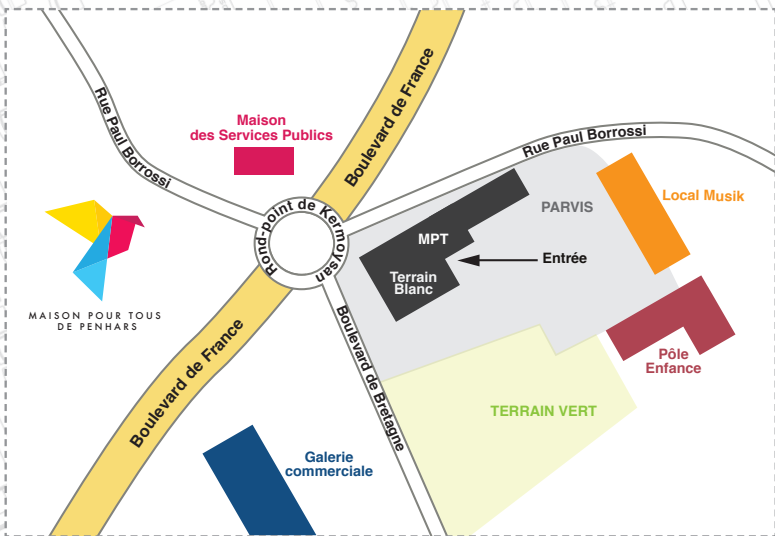 Rue Paul Borrossi
Maison
des Services Publics
Boulevard de France
Rue Paul Borrossi
Local Musik
PARVIS
Rond-point de Kermoysan
MPT
Terrain
Blanc
Entrée
MAISON POUR TOUS
DE PENHARS
Boulevard de France
Boulevard de Bretagne
Pôle
Enfance
TERRAIN VERT
Galerie
commerciale